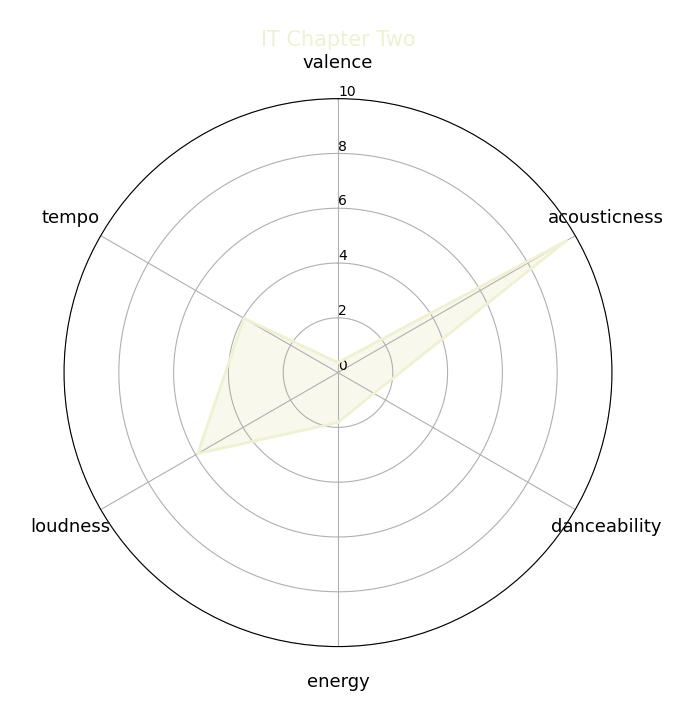 IT Chapter Two
valence
10
8
tempo
acousticness
6
4
2
0
loudness
danceability
energy